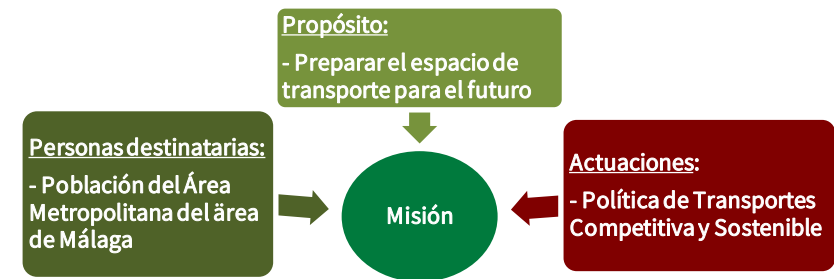 Propósito:
- Preparar el espacio de
transporte para el futuro
Personas destinatarias:
- Población del Área
Metropolitana del ärea
de Málaga
Misión
Actuaciones:
- Política de Transportes
Competitiva y Sostenible